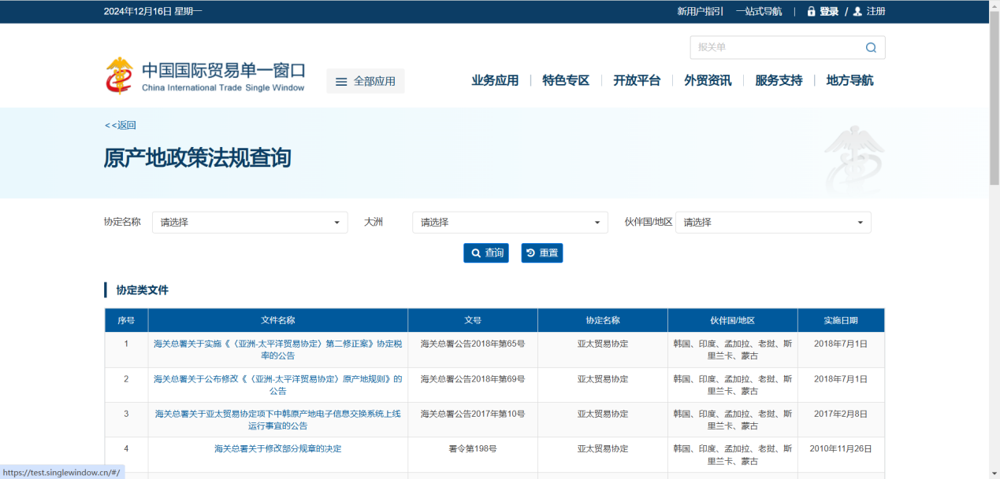 2024年12月16日 星期一
新用户指引 一站式导航 | 登录 / 注册
报关单
中国国际贸易单一窗口
China International Trade Single Window
全部应用
业务应用 | 特色专区 | 开放平台 | 外贸资讯 | 服务支持 | 地方导航
<<返回
原产地政策法规查询
协定名称 请选择 大洲 请选择 伙伴国/地区 请选择
查询 重置
协定类文件
序号 文件名称 文号 协定名称 伙伴国/地区 实施日期
1 海关总署关于实施《〈亚洲-太平洋贸易协定〉第二修正案》协定税 海关总署公告2018年第65号 亚太贸易协定 韩国、印度、孟加拉、老挝、斯 2018年7月1日
率的公告 里兰卡、蒙古
2 海关总署关于公布修改《〈亚洲-太平洋贸易协定〉原产地规则》的 海关总署公告2018年第69号 亚太贸易协定 韩国、印度、孟加拉、老挝、斯 2018年7月1日
公告 里兰卡、蒙古
3 海关总署关于亚太贸易协定项下中韩原产地电子信息交换系统上线 海关总署公告2017年第10号 亚太贸易协定 韩国、印度、孟加拉、老挝、斯 2017年2月8日
运行事宜的公告 里兰卡、蒙古
4 海关总署关于修改部分规章的决定 署令第198号 亚太贸易协定 韩国、印度、孟加拉、老挝、斯 2010年11月26日
里兰卡、蒙古
https://test.singlewindow.cn/#/